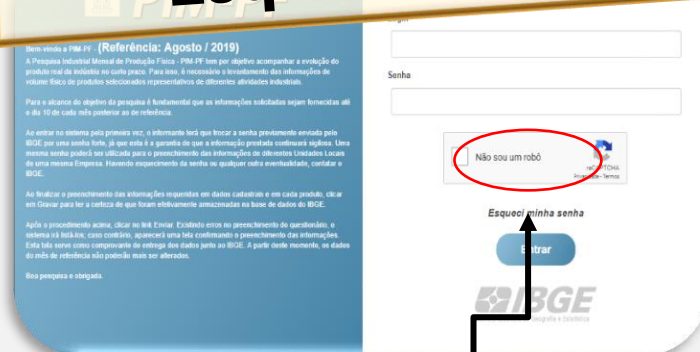 PIM-PF
Bem-vindo a PIM-PF - (Referência: Agosto / 2019)
A Pesquisa Industrial Mensal de Produção Física - PIM-PF tem por objetivo acompanhar a evolução do
produto real da indústria no curto prazo. Para isso, é necessário o levantamento das informações de
volume físico de produtos selecionados representativos de diferentes atividades industriais.
Para o alcance do objetivo da pesquisa é fundamental que as informações solicitadas sejam fornecidas até
o dia 10 de cada mês posterior ao de referência.
Ao entrar no sistema pela primeira vez, o informante terá que trocar a senha previamente enviada pelo
IBGE por uma senha forte, já que esta é a garantia de que a informação prestada continuará sigilosa. Uma
mesma senha poderá ser utilizada para o preenchimento das informações de diferentes Unidades Locais
de uma mesma Empresa. Havendo esquecimento da senha ou qualquer outra eventualidade, contatar o
IBGE.
Ao finalizar o preenchimento das informações requeridas em dados cadastrais e em cada produto, clicar
em Gravar para ter a certeza de que foram efetivamente armazenadas na base de dados do IBGE.
Após o procedimento acima, clicar no link Enviar. Existindo erros no preenchimento do questionário, o
sistema irá listá-los; caso contrário, aparecerá uma tela confirmando o preenchimento das informações.
Esta tela serve como comprovante de entrega dos dados junto ao IBGE. A partir deste momento, os dados
do mês de referência não poderão mais ser alterados.
Boa pesquisa e obrigado.
Senha
Não sou um robô
reCAPTCHA
Privacidade - Termos
Esqueci minha senha
Entrar
IBGE